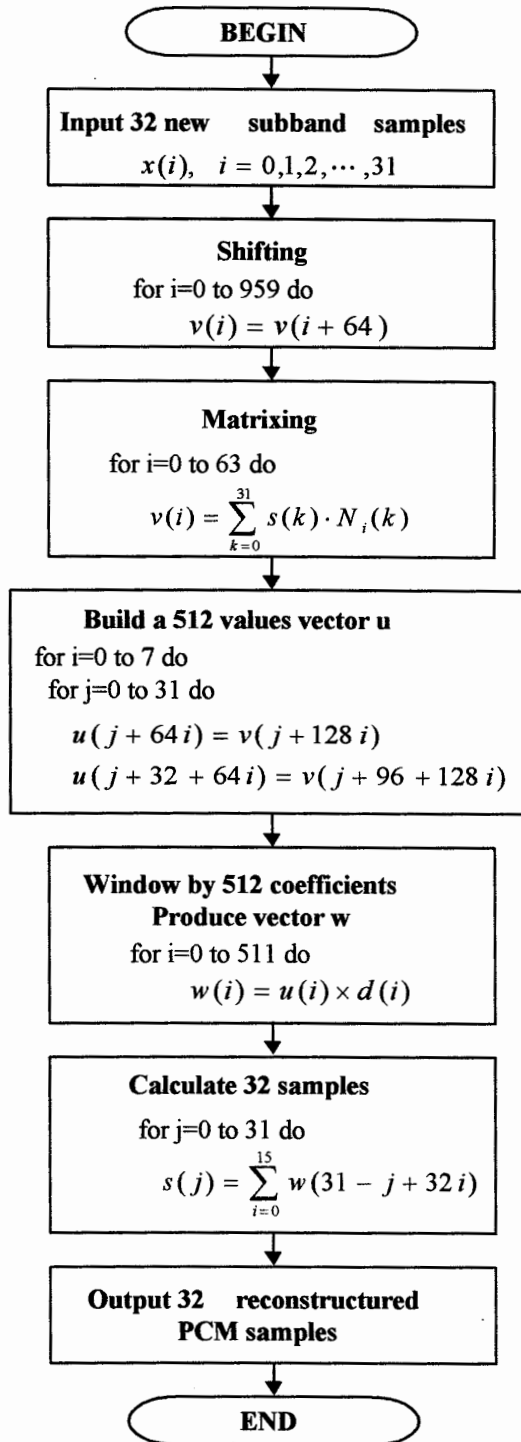 BEGIN
Input 32 new subband samples
x(i), i = 0,1,2,⋯,31
Shifting
for i=0 to 959 do
v(i) = v(i + 64)
Matrixing
for i=0 to 63 do
v(i) = \sum_{k=0}^{31} s(k) · N_i(k)
Build a 512 values vector u
for i=0 to 7 do
for j=0 to 31 do
u(j + 64i) = v(j + 128i)
u(j + 32 + 64i) = v(j + 96 + 128i)
Window by 512 coefficients
Produce vector w
for i=0 to 511 do
w(i) = u(i) × d(i)
Calculate 32 samples
for j=0 to 31 do
s(j) = \sum_{i=0}^{15} w(31 − j + 32i)
Output 32 reconstructured
PCM samples
END